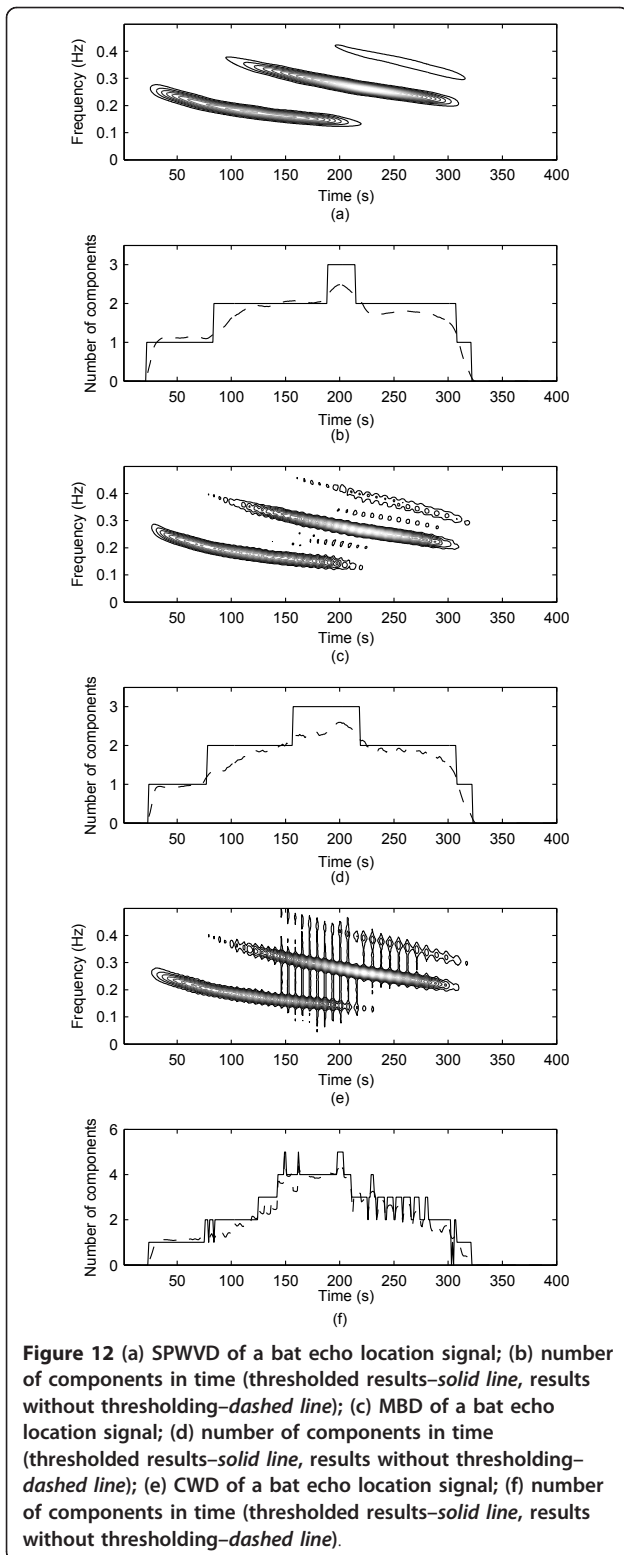 0.4
0.3
0.2
0.1
0
Frequency (Hz)
50 100 150 200 250 300 350 400
Time (s)
(a)
3
2
1
0
Number of components
50 100 150 200 250 300 350 400
Time (s)
(b)
0.4
0.3
0.2
0.1
0
Frequency (Hz)
50 100 150 200 250 300 350 400
Time (s)
(c)
3
2
1
0
Number of components
50 100 150 200 250 300 350 400
Time (s)
(d)
0.4
0.3
0.2
0.1
0
Frequency (Hz)
50 100 150 200 250 300 350 400
Time (s)
(e)
6
4
2
0
Number of components
50 100 150 200 250 300 350 400
Time (s)
(f)
Figure 12 (a) SPWVD of a bat echo location signal; (b) number
of components in time (thresholded results–solid line, results
without thresholding–dashed line); (c) MBD of a bat echo
location signal; (d) number of components in time
(thresholded results–solid line, results without thresholding–
dashed line); (e) CWD of a bat echo location signal; (f) number
of components in time (thresholded results–solid line, results
without thresholding–dashed line).